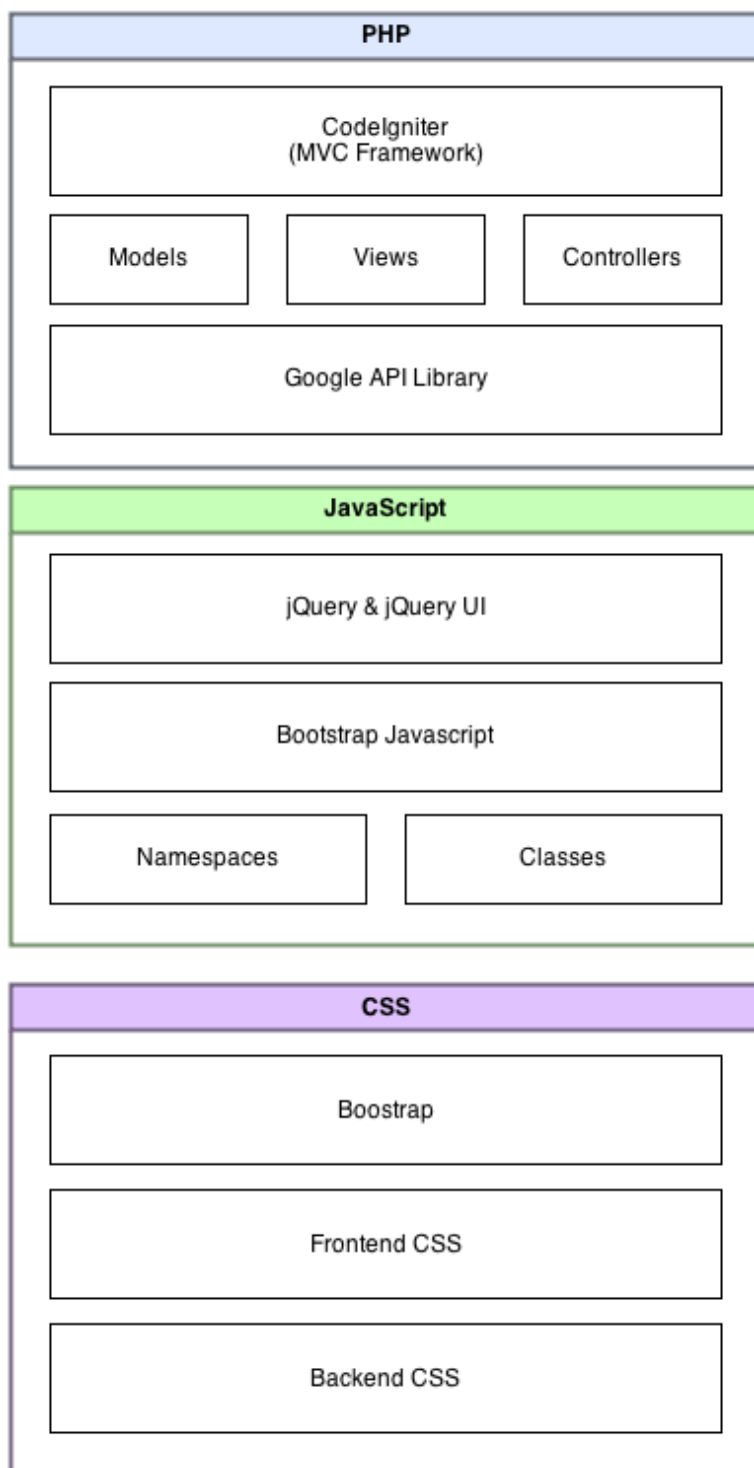 PHP
CodeIgniter
(MVC Framework)
Models
Views
Controllers
Google API Library
JavaScript
jQuery & jQuery UI
Bootstrap Javascript
Namespaces
Classes
CSS
Boostrap
Frontend CSS
Backend CSS